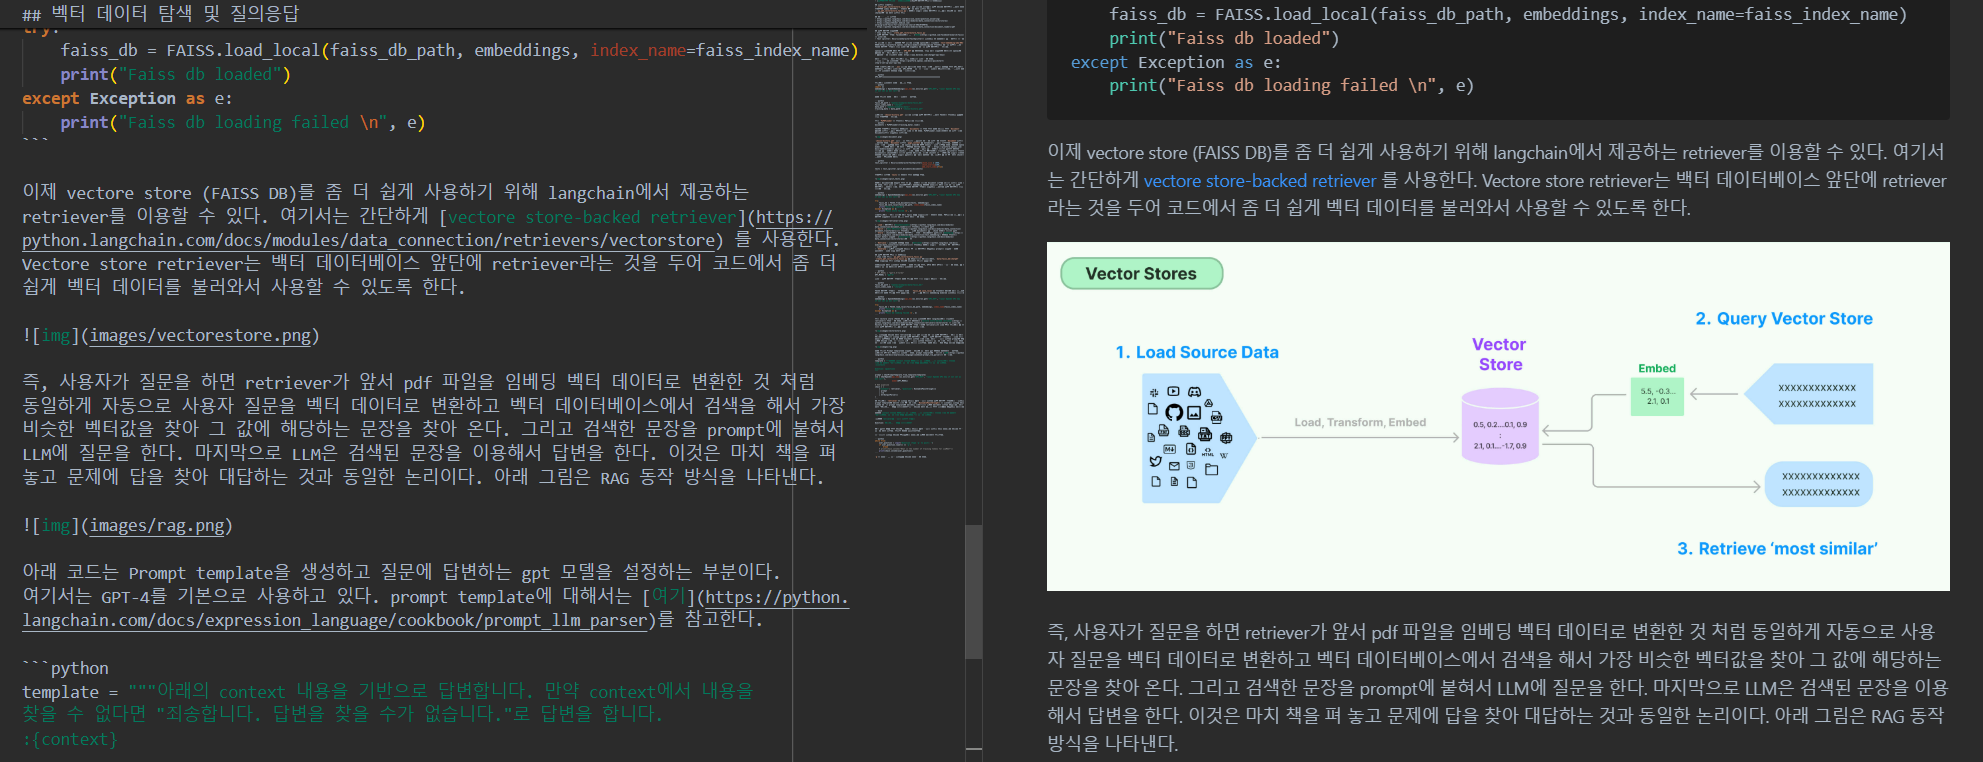 ## 벡터 데이터 탐색 및 질의응답
try:
faiss_db = FAISS.load_local(faiss_db_path, embeddings, index_name=faiss_index_name)
print("Faiss db loaded")
except Exception as e:
print("Faiss db loading failed \n", e)
```
이제 vectore store (FAISS DB)를 좀 더 쉽게 사용하기 위해 langchain에서 제공하는
retriever를 이용할 수 있다. 여기서는 간단하게 [vectore store-backed retriever](https://
python.langchain.com/docs/modules/data_connection/retrievers/vectorstore) 를 사용한다.
Vectore store retriever는 백터 데이터베이스 앞단에 retriever라는 것을 두어 코드에서 좀 더
쉽게 벡터 데이터를 불러와서 사용할 수 있도록 한다.
![img](images/vectorestore.png)
즉, 사용자가 질문을 하면 retriever가 앞서 pdf 파일을 임베딩 벡터 데이터로 변환한 것 처럼
동일하게 자동으로 사용자 질문을 벡터 데이터로 변환하고 벡터 데이터베이스에서 검색을 해서 가장
비슷한 벡터값을 찾아 그 값에 해당하는 문장을 찾아 온다. 그리고 검색한 문장을 prompt에 붙혀서
LLM에 질문을 한다. 마지막으로 LLM은 검색된 문장을 이용해서 답변을 한다. 이것은 마치 책을 펴
놓고 문제에 답을 찾아 대답하는 것과 동일한 논리이다. 아래 그림은 RAG 동작 방식을 나타낸다.
![img](images/rag.png)
아래 코드는 Prompt template을 생성하고 질문에 답변하는 gpt 모델을 설정하는 부분이다.
여기서는 GPT-4를 기본으로 사용하고 있다. prompt template에 대해서는 [여기](https://python.
langchain.com/docs/expression_language/cookbook/prompt_llm_parser)를 참고한다.
```python
template = """아래의 context 내용을 기반으로 답변합니다. 만약 context에서 내용을
찾을 수 없다면 "죄송합니다. 답변을 찾을 수가 없습니다."로 답변을 합니다.
:{context}
faiss_db = FAISS.load_local(faiss_db_path, embeddings, index_name=faiss_index_name)
print("Faiss db loaded")
except Exception as e:
print("Faiss db loading failed \n", e)
이제 vectore store (FAISS DB)를 좀 더 쉽게 사용하기 위해 langchain에서 제공하는 retriever를 이용할 수 있다. 여기서
는 간단하게 vectore store-backed retriever 를 사용한다. Vectore store retriever는 백터 데이터베이스 앞단에 retriever
라는 것을 두어 코드에서 좀 더 쉽게 벡터 데이터를 불러와서 사용할 수 있도록 한다.
Vector Stores
1. Load Source Data
Load, Transform, Embed
Vector
Store
0.5, 0.2....0.1, 0.9
:
2.1, 0.1....-1.7, 0.9
2. Query Vector Store
Embed
5.5, -0.3...
2.1, 0.1
XXXXXXXXXXXXX
XXXXXXXXXXXXX
XXXXXXXXXXXXX
XXXXXXXXXXXXX
3. Retrieve ‘most similar’
즉, 사용자가 질문을 하면 retriever가 앞서 pdf 파일을 임베딩 벡터 데이터로 변환한 것 처럼 동일하게 자동으로 사용
자 질문을 벡터 데이터로 변환하고 벡터 데이터베이스에서 검색을 해서 가장 비슷한 벡터값을 찾아 그 값에 해당하는
문장을 찾아 온다. 그리고 검색한 문장을 prompt에 붙혀서 LLM에 질문을 한다. 마지막으로 LLM은 검색된 문장을 이용
해서 답변을 한다. 이것은 마치 책을 펴 놓고 문제에 답을 찾아 대답하는 것과 동일한 논리이다. 아래 그림은 RAG 동작
방식을 나타낸다.